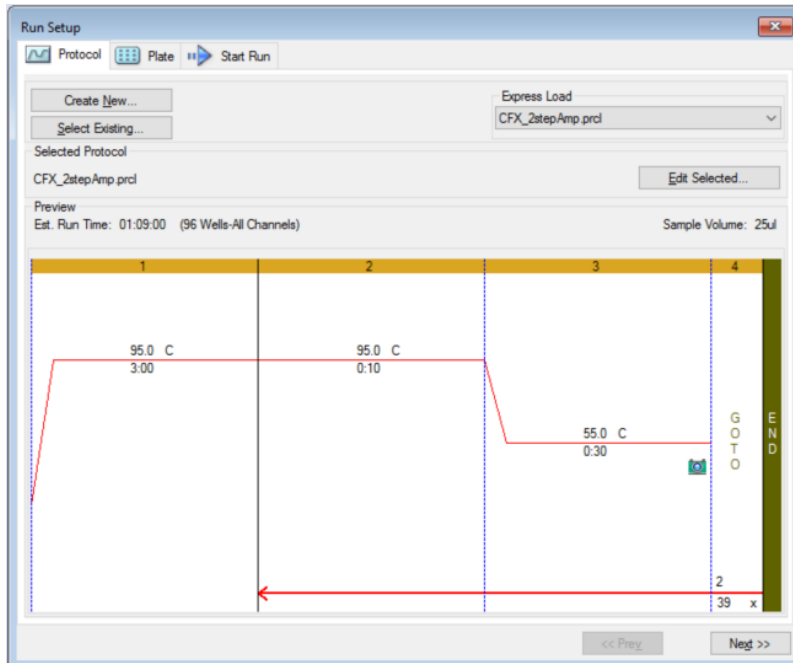 Run Setup
Protocol Plate Start Run
Create New...
Select Existing...
Express Load
CFX_2stepAmp.prcl
Selected Protocol
CFX_2stepAmp.prcl
Edit Selected...
Preview
Est. Run Time: 01:09:00 (96 Wells-All Channels) Sample Volume: 25ul
1 2 3 4
95.0 C 95.0 C
3:00 0:10
55.0 C
0:30
GOTO
END
2
39 x
<< Prev Next >>